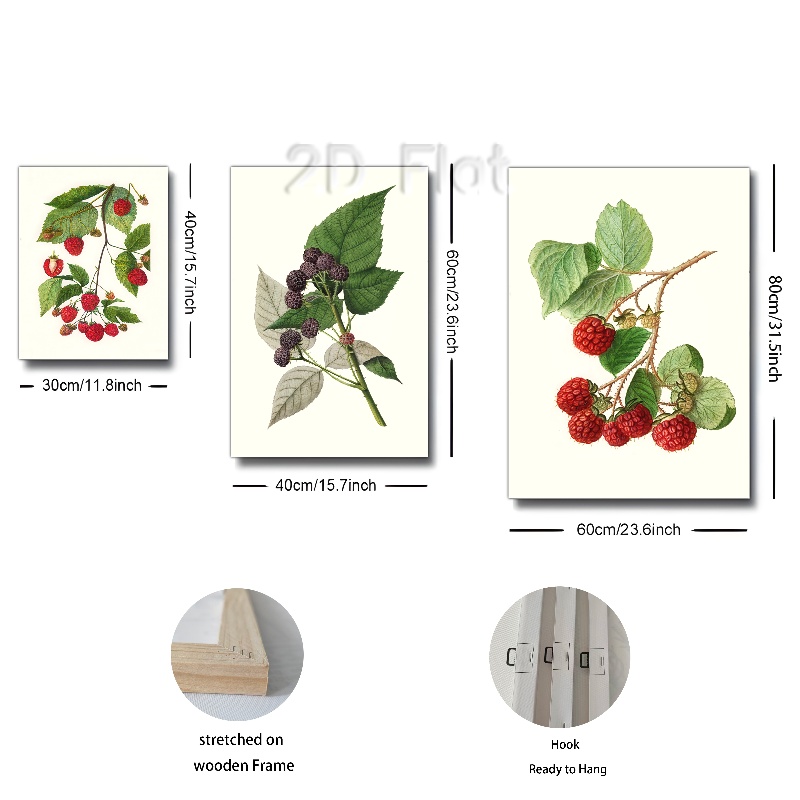 2D Flat
40cm/15.7inch
30cm/11.8inch
60cm/23.6inch
40cm/15.7inch
80cm/31.5inch
60cm/23.6inch
stretched on
wooden Frame
Hook
Ready to Hang